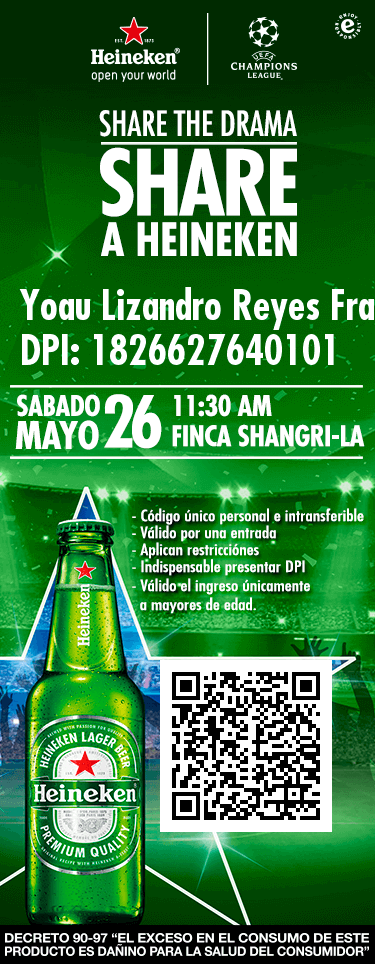 EST. 1873
Heineken®
open your world
UEFA
CHAMPIONS
LEAGUE
ENJOY RESPONSIBLY
SHARE THE DRAMA
SHARE
A HEINEKEN
Yoau Lizandro Reyes Fra
DPI: 1826627640101
SABADO
MAYO
26
11:30 AM
FINCA SHANGRI-LA
- Código único personal e intransferible
- Válido por una entrada
- Aplican restricciónes
- Indispensable presentar DPI
- Válido el ingreso únicamente
a mayores de edad.
Heineken
HEINEKEN LAGER BEER
Heineken
PREMIUM QUALITY
DECRETO 90-97 “EL EXCESO EN EL CONSUMO DE ESTE
PRODUCTO ES DAÑINO PARA LA SALUD DEL CONSUMIDOR”